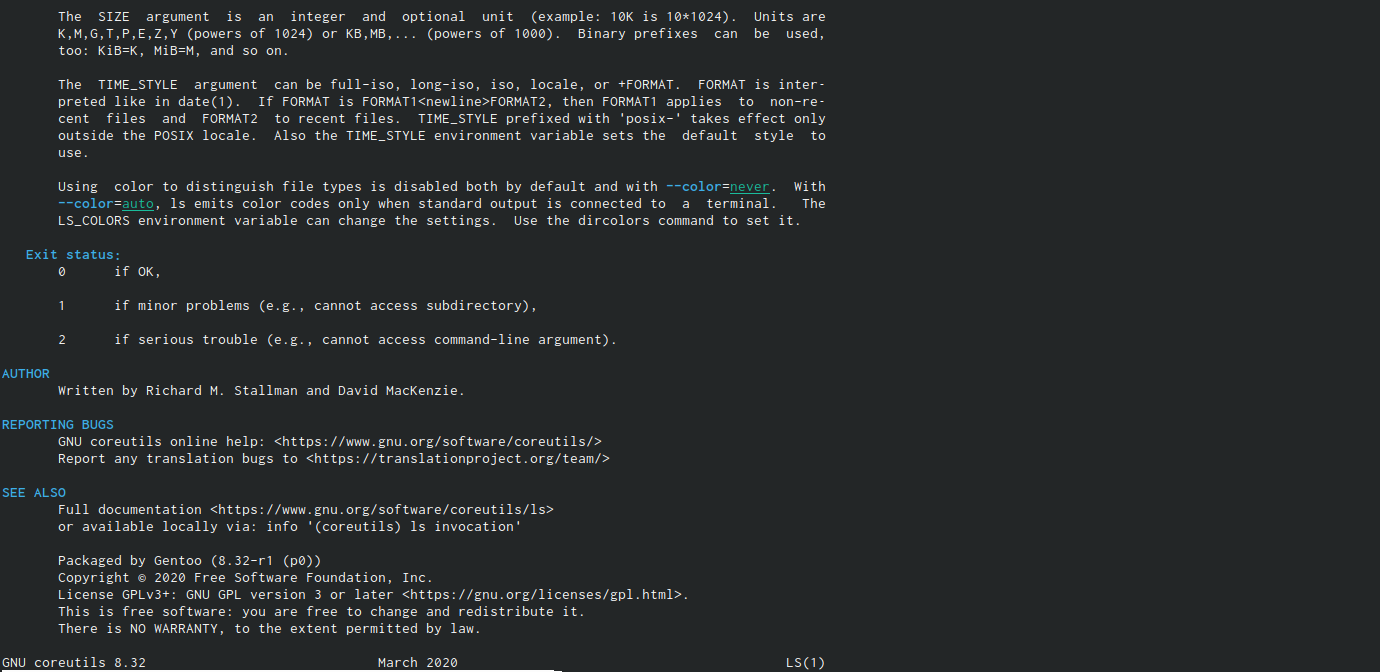 The SIZE argument is an integer and optional unit (example: 10K is 10*1024). Units are
K,M,G,T,P,E,Z,Y (powers of 1024) or KB,MB,... (powers of 1000). Binary prefixes can be used,
too: KiB=K, MiB=M, and so on.
The TIME_STYLE argument can be full-iso, long-iso, iso, locale, or +FORMAT. FORMAT is inter-
preted like in date(1). If FORMAT is FORMAT1<newline>FORMAT2, then FORMAT1 applies to non-re-
cent files and FORMAT2 to recent files. TIME_STYLE prefixed with 'posix-' takes effect only
outside the POSIX locale. Also the TIME_STYLE environment variable sets the default style to
use.
Using color to distinguish file types is disabled both by default and with --color=never. With
--color=auto, ls emits color codes only when standard output is connected to a terminal. The
LS_COLORS environment variable can change the settings. Use the dircolors command to set it.
Exit status:
0 if OK,
1 if minor problems (e.g., cannot access subdirectory),
2 if serious trouble (e.g., cannot access command-line argument).
AUTHOR
Written by Richard M. Stallman and David MacKenzie.
REPORTING BUGS
GNU coreutils online help: <https://www.gnu.org/software/coreutils/>
Report any translation bugs to <https://translationproject.org/team/>
SEE ALSO
Full documentation <https://www.gnu.org/software/coreutils/ls>
or available locally via: info '(coreutils) ls invocation'
Packaged by Gentoo (8.32-r1 (p0))
Copyright © 2020 Free Software Foundation, Inc.
License GPLv3+: GNU GPL version 3 or later <https://gnu.org/licenses/gpl.html>.
This is free software: you are free to change and redistribute it.
There is NO WARRANTY, to the extent permitted by law.
GNU coreutils 8.32 March 2020 LS(1)